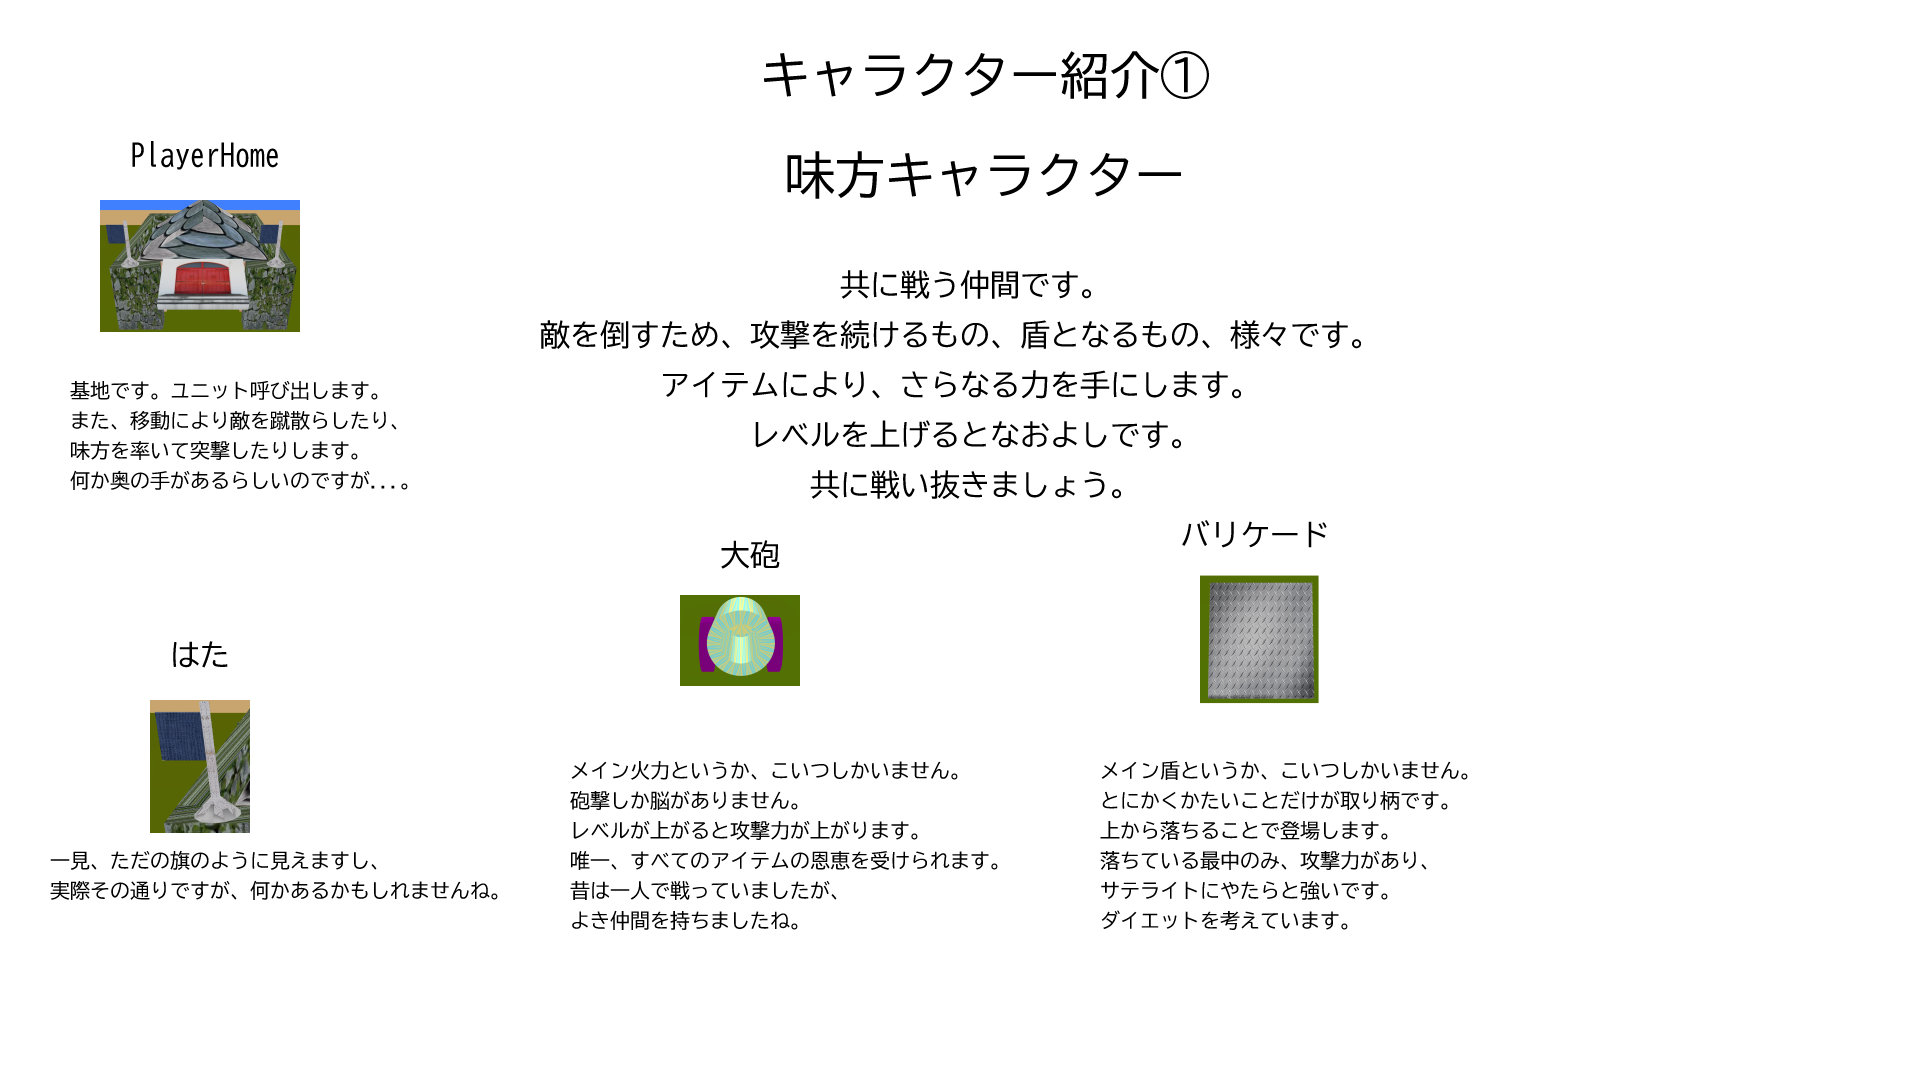 キャラクター紹介①
味方キャラクター
共に戦う仲間です。
敵を倒すため、攻撃を続けるもの、盾となるもの、様々です。
アイテムにより、さらなる力を手にします。
レベルを上げるとなおよしです。
共に戦い抜きましょう。
PlayerHome
基地です。ユニット呼び出します。
また、移動により敵を蹴散らしたり、
味方を率いて突撃したりします。
何か奥の手があるらしいのですが...。
はた
一見、ただの旗のように見えますし、
実際その通りですが、何かあるかもしれませんね。
大砲
メイン火力というか、こいつしかいません。
砲撃しか脳がありません。
レベルが上がると攻撃力が上がります。
唯一、すべてのアイテムの恩恵を受けられます。
昔は一人で戦っていましたが、
よき仲間を持ちましたね。
バリケード
メイン盾というか、こいつしかいません。
とにかくかたいことだけが取り柄です。
上から落ちることで登場します。
落ちている最中のみ、攻撃力があり、
サテライトにやたらと強いです。
ダイエットを考えています。